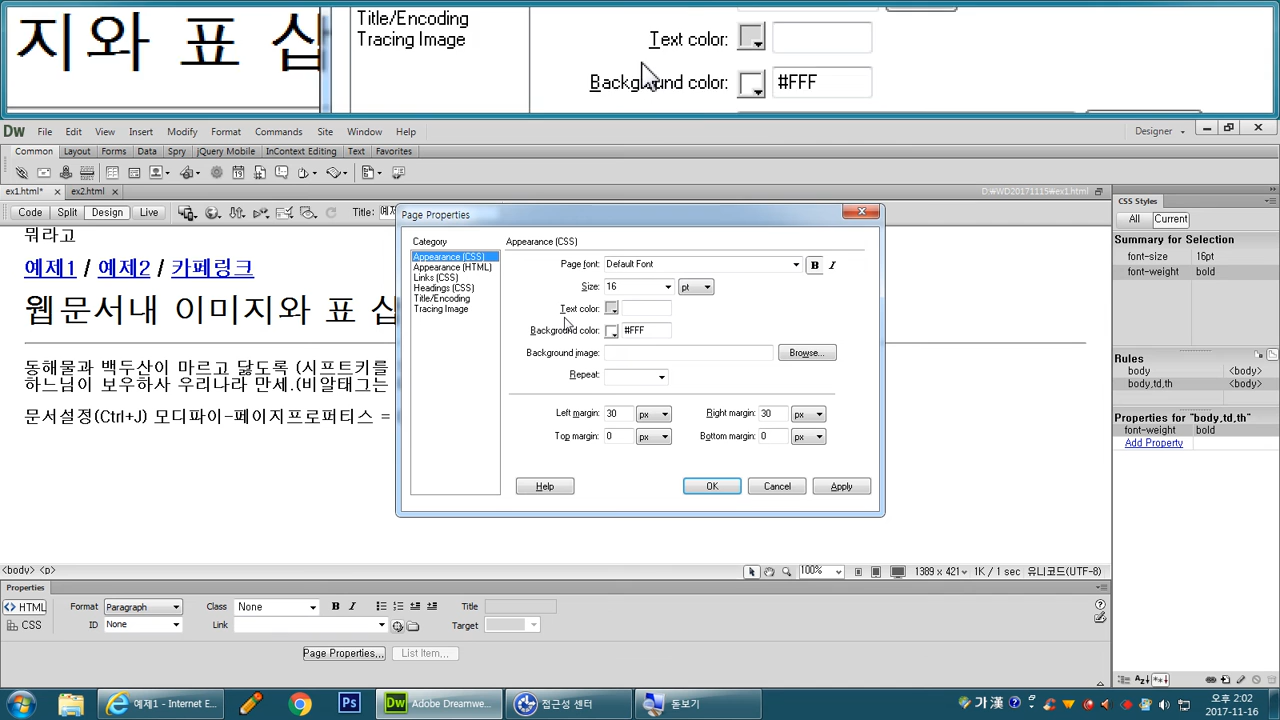 지와 표 십
Title/Encoding
Tracing Image
Text color:
Background color: #FFF
Dw File Edit View Insert Modify Format Commands Site Window Help
Designer
Common Layout Forms Data Spry jQuery Mobile InContext Editing Text Favorites
ex1.html* ex2.html
D:₩WD20171115₩ex1.html
Code Split Design Live Title:
뭐라고
예제1 / 예제2 / 카페링크
웹문서내 이미지와 표 십
동해물과 백두산이 마르고 닳도록 (시프트키를
하느님이 보우하사 우리나라 만세.(비알태그는
문서설정(Ctrl+J) 모디파이-페이지프로퍼티스 =
Page Properties
Category
Appearance (CSS)
Appearance (HTML)
Links (CSS)
Headings (CSS)
Title/Encoding
Tracing Image
Appearance (CSS)
Page font: Default Font B I
Size: 16 pt
Text color:
Background color: #FFF
Background image: Browse...
Repeat:
Left margin: 30 px Right margin: 30 px
Top margin: 0 px Bottom margin: 0 px
Help OK Cancel Apply
CSS Styles
All Current
Summary for Selection
font-size 16pt
font-weight bold
Rules
body <body>
body,td,th <body>
Properties for "body,td,th"
font-weight bold
Add Property
<body> <p>
100% 1389 x 421 1K / 1 sec 유니코드(UTF-8)
Properties
<> HTML Format Paragraph Class None B I Title
CSS ID None Link Target
Page Properties... List Item...
예제1 - Internet E...
Ps
Dw Adobe Dreamwe...
접근성 센터
돋보기
가 漢
오후 2:02
2017-11-16